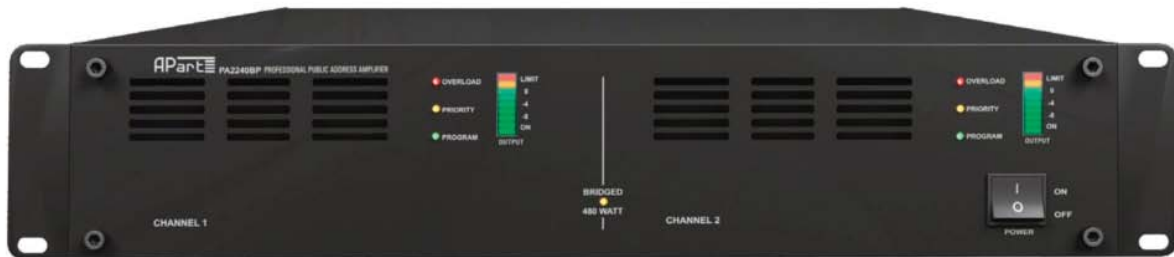 APart PA2240BP PROFESSIONAL PUBLIC ADDRESS AMPLIFIER
OVERLOAD
PRIORITY
PROGRAM
LIMIT
0
-4
-8
ON
OUTPUT
BRIDGED
480 WATT
CHANNEL 1
OVERLOAD
PRIORITY
PROGRAM
LIMIT
0
-4
-8
ON
OUTPUT
CHANNEL 2
I
O
ON
OFF
POWER